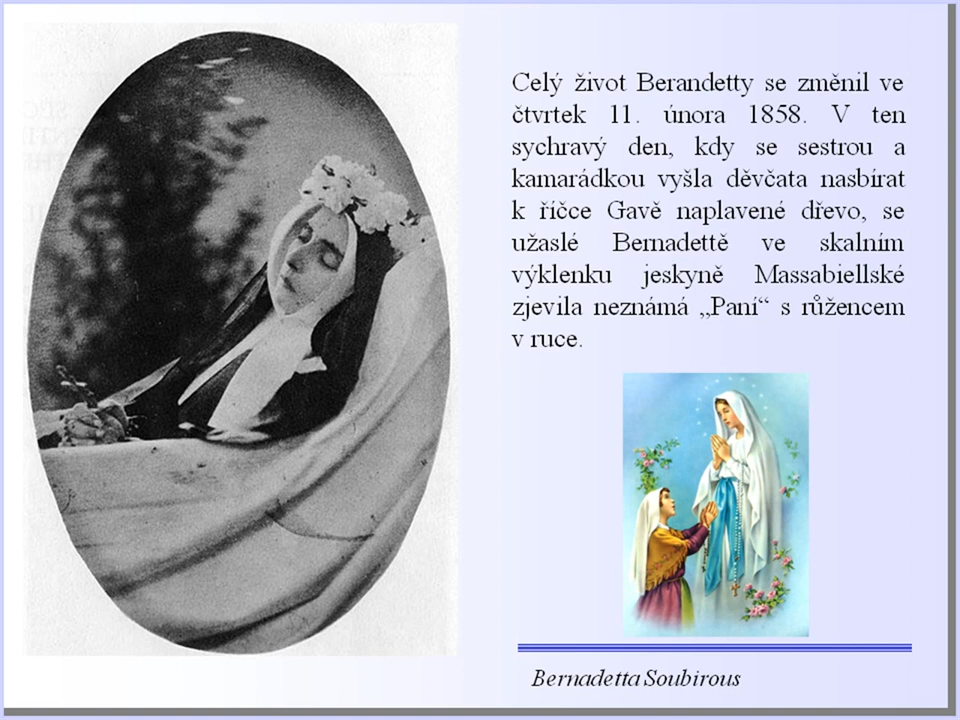 Celý život Berandetty se změnil ve
čtvrtek 11. února 1858. V ten
sychravý den, kdy se sestrou a
kamarádkou vyšla děvčata nasbírat
k říčce Gavě naplavené dřevo, se
užaslé Bernadettě ve skalním
výklenku jeskyně Massabiellské
zjevila neznámá „Paní“ s růžencem
v ruce.
Bernadetta Soubirous